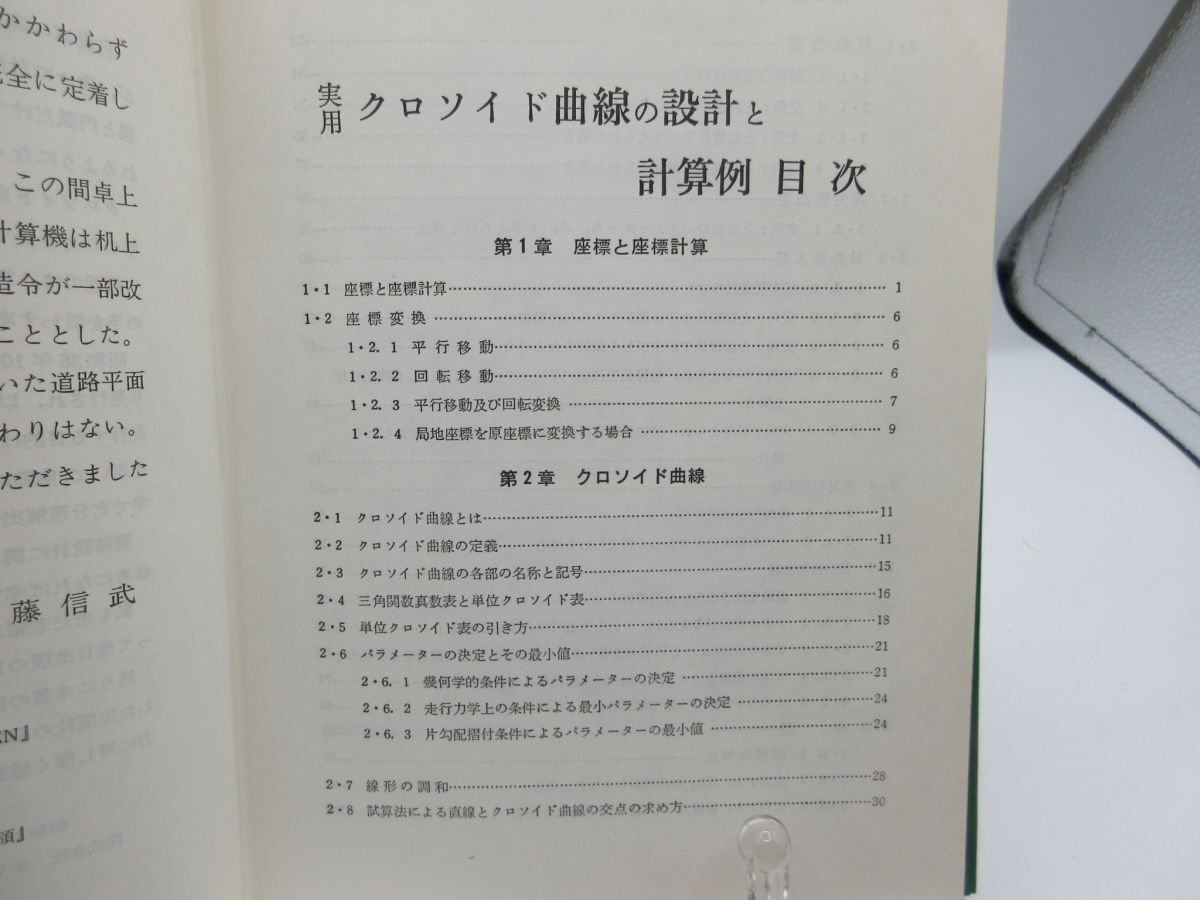 かかわらず
完全に定着し
この間卓上
計算機は机上
造令が一部改
こととした。
いた道路平面
わりはない。
ただきました
藤信武
EN』
領』
実用 クロソイド曲線の設計と
計算例 目次
第1章 座標と座標計算
1・1 座標と座標計算……1
1・2 座標変換……6
1・2.1 平行移動……6
1・2.2 回転移動……6
1・2.3 平行移動及び回転変換……7
1・2.4 局地座標を原座標に変換する場合……9
第2章 クロソイド曲線
2・1 クロソイド曲線とは……11
2・2 クロソイド曲線の定義……11
2・3 クロソイド曲線の各部の名称と記号……15
2・4 三角関数真数表と単位クロソイド表……16
2・5 単位クロソイド表の引き方……18
2・6 パラメーターの決定とその最小値……21
2・6.1 幾何学的条件によるパラメーターの決定……21
2・6.2 走行力学上の条件による最小パラメーターの決定……24
2・6.3 片勾配摺付条件によるパラメーターの最小値……24
2・7 線形の調和……28
2・8 試算法による直線とクロソイド曲線の交点の求め方……30